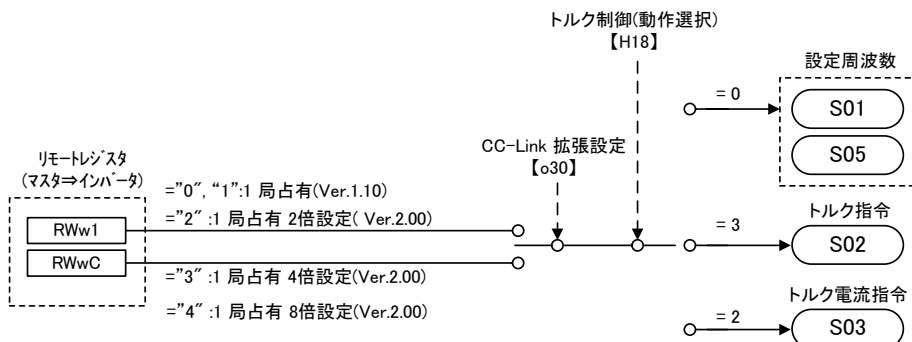 トルク制御(動作選択)
【H18】
設定周波数
= 0
S01
S05
CC-Link 拡張設定
【o30】
リモートレジスタ
(マスタ⇒インバータ)
="0", “1”:1 局占有(Ver.1.10)
="2" :1 局占有 2倍設定( Ver.2.00)
RWw1
トルク指令
= 3
S02
RWwC
="3" :1 局占有 4倍設定(Ver.2.00)
="4" :1 局占有 8倍設定(Ver.2.00)
トルク電流指令
= 2
S03